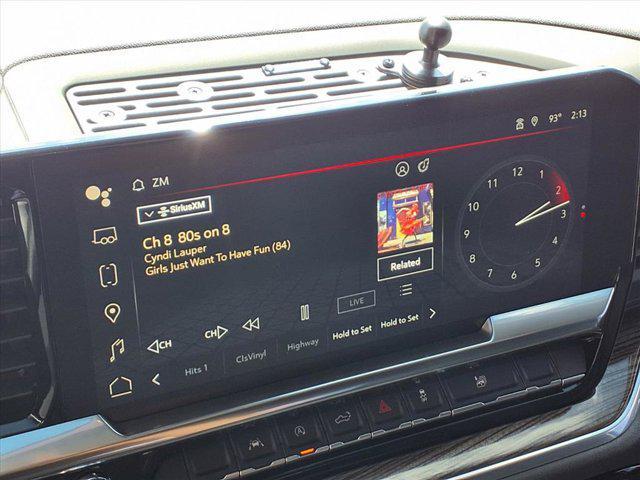 93° 2:13
ZM
SiriusXM
Ch 8 80s on 8
Cyndi Lauper
Girls Just Want To Have Fun (84)
Related
12
1
2
3
4
5
6
7
8
9
10
11
LIVE
CH
CH
Hits 1 ClsVinyl Highway Hold to Set Hold to Set